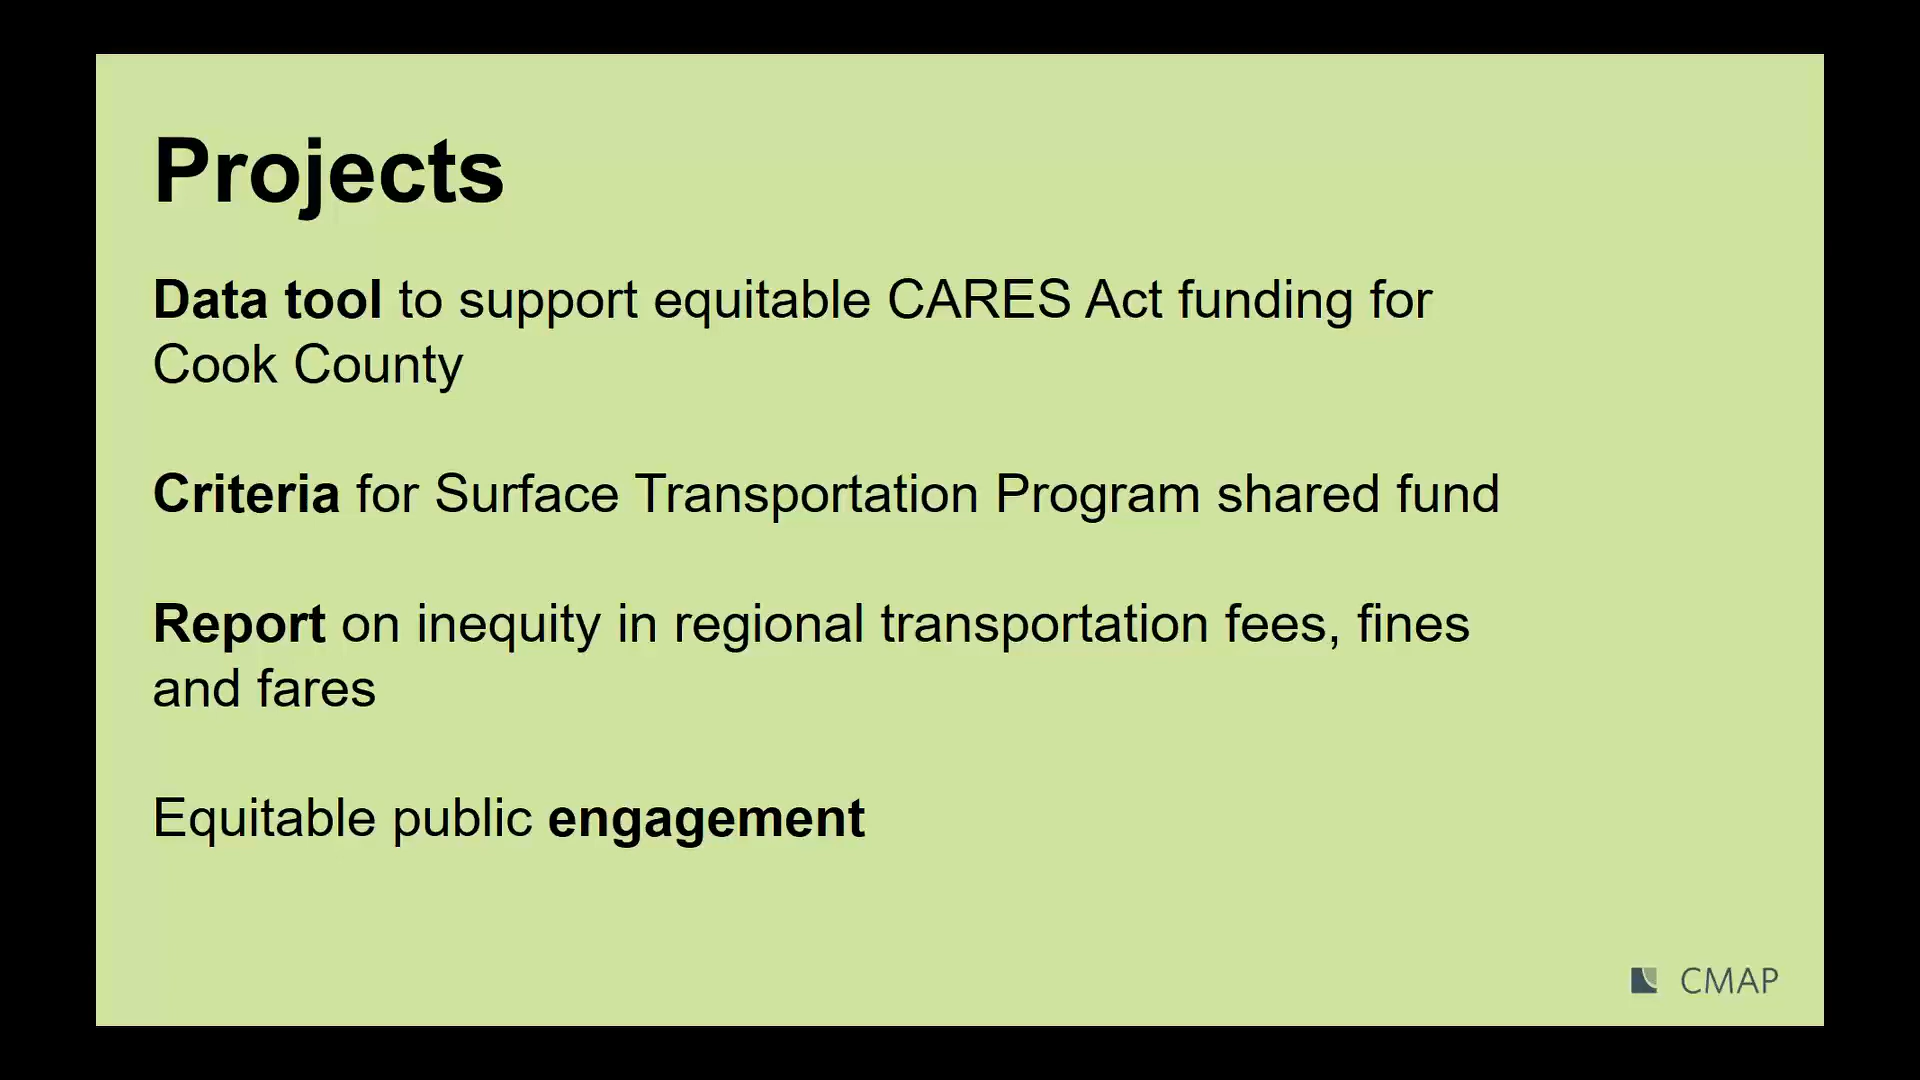 Projects
Data tool to support equitable CARES Act funding for
Cook County
Criteria for Surface Transportation Program shared fund
Report on inequity in regional transportation fees, fines
and fares
Equitable public engagement
CMAP